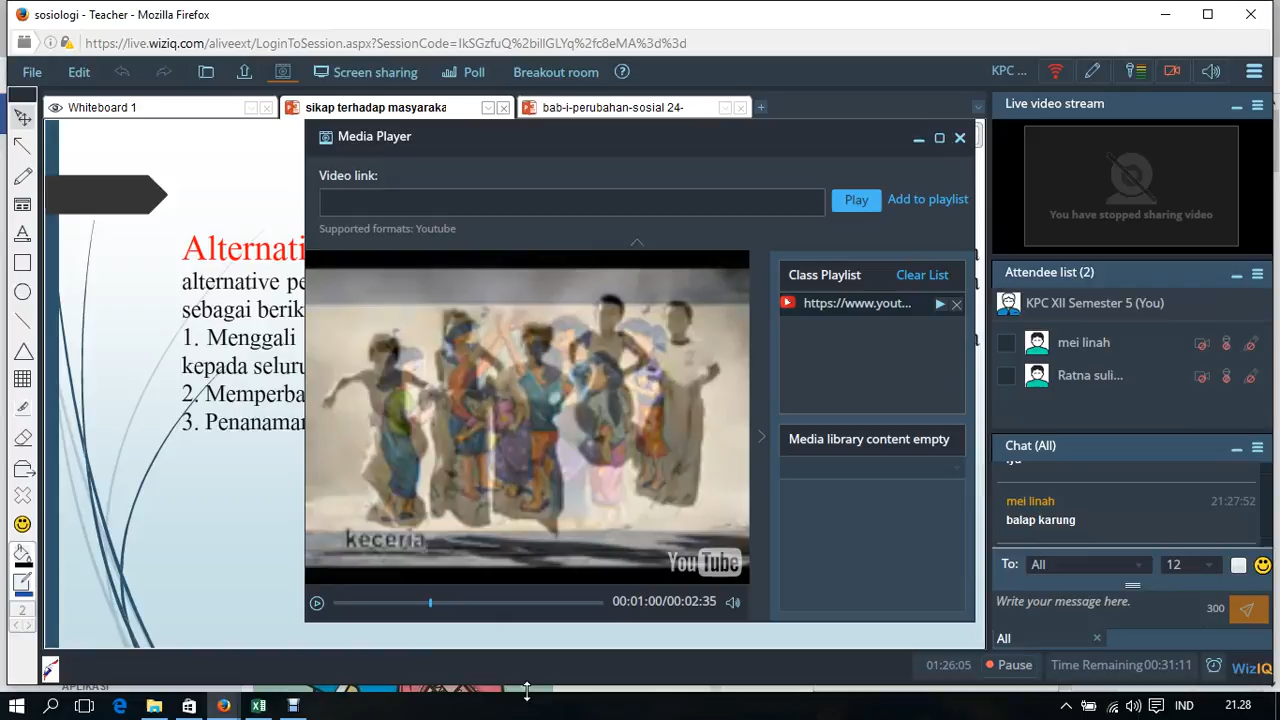 sosiologi - Teacher - Mozilla Firefox
https://live.wiziq.com/aliveext/LoginToSession.aspx?SessionCode=IkSGzfuQ%2billGLYq%2fc8eMA%3d%3d
File Edit Screen sharing Poll Breakout room KPC ...
Whiteboard 1
sikap terhadap masyaraka
bab-i-perubahan-sosial 24-
Live video stream
You have stopped sharing video
Media Player
Video link:
Play
Add to playlist
Supported formats: Youtube
Alternati
alternative pe
sebagai berik
1. Menggali
kepada seluru
2. Memperba
3. Penanaman
keceria
YouTube
00:01:00/00:02:35
Class Playlist
Clear List
https://www.yout...
Media library content empty
Attendee list (2)
KPC XII Semester 5 (You)
mei linah
Ratna suli...
Chat (All)
iya
mei linah 21:27:52
balap karung
To: All 12
Write your message here. 300
All
2
01:26:05 Pause Time Remaining 00:31:11 WizIQ
APLIKASI
IND 21.28